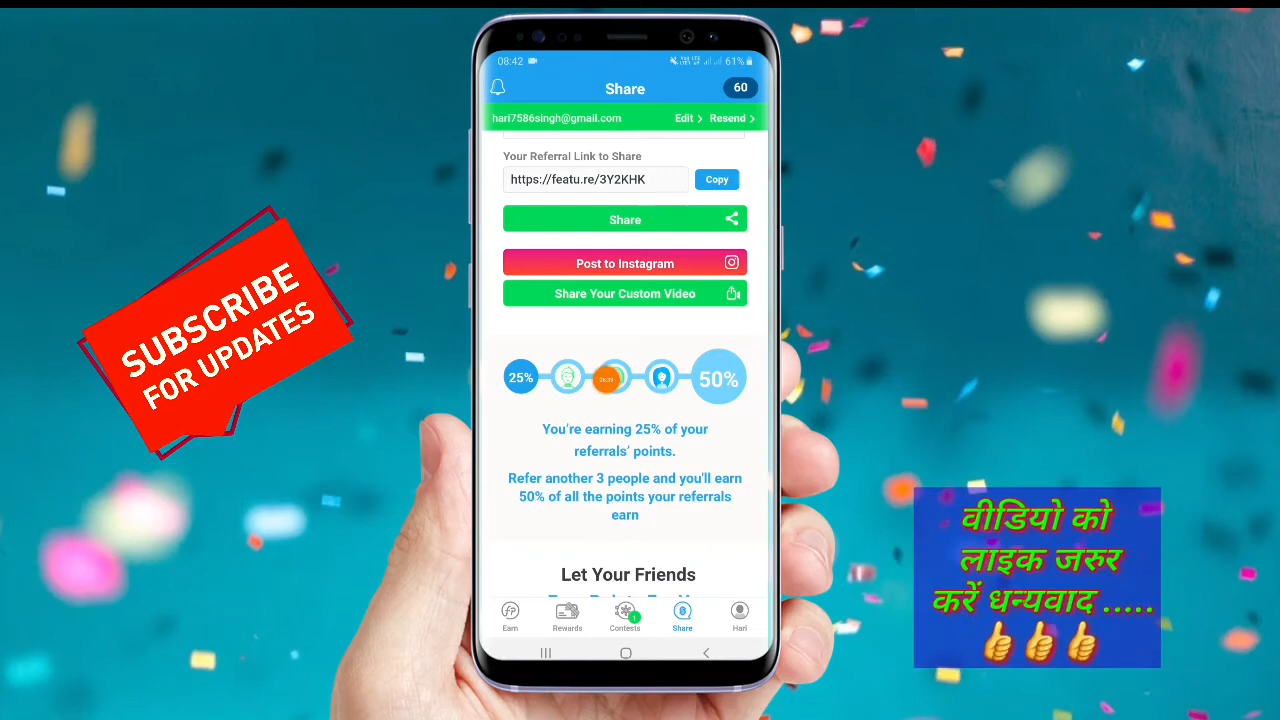 08:42
61%
Share
60
hari7586singh@gmail.com
Edit
Resend
Your Referral Link to Share
https://featu.re/3Y2KHK
Copy
Share
Post to Instagram
Share Your Custom Video
25%
50%
You're earning 25% of your
referrals' points.
Refer another 3 people and you'll earn
50% of all the points your referrals
earn
Let Your Friends
Earn
Rewards
1
Contests
Share
Hari
SUBSCRIBE
FOR UPDATES
वीडियो को
लाइक जरुर
करें धन्यवाद .....